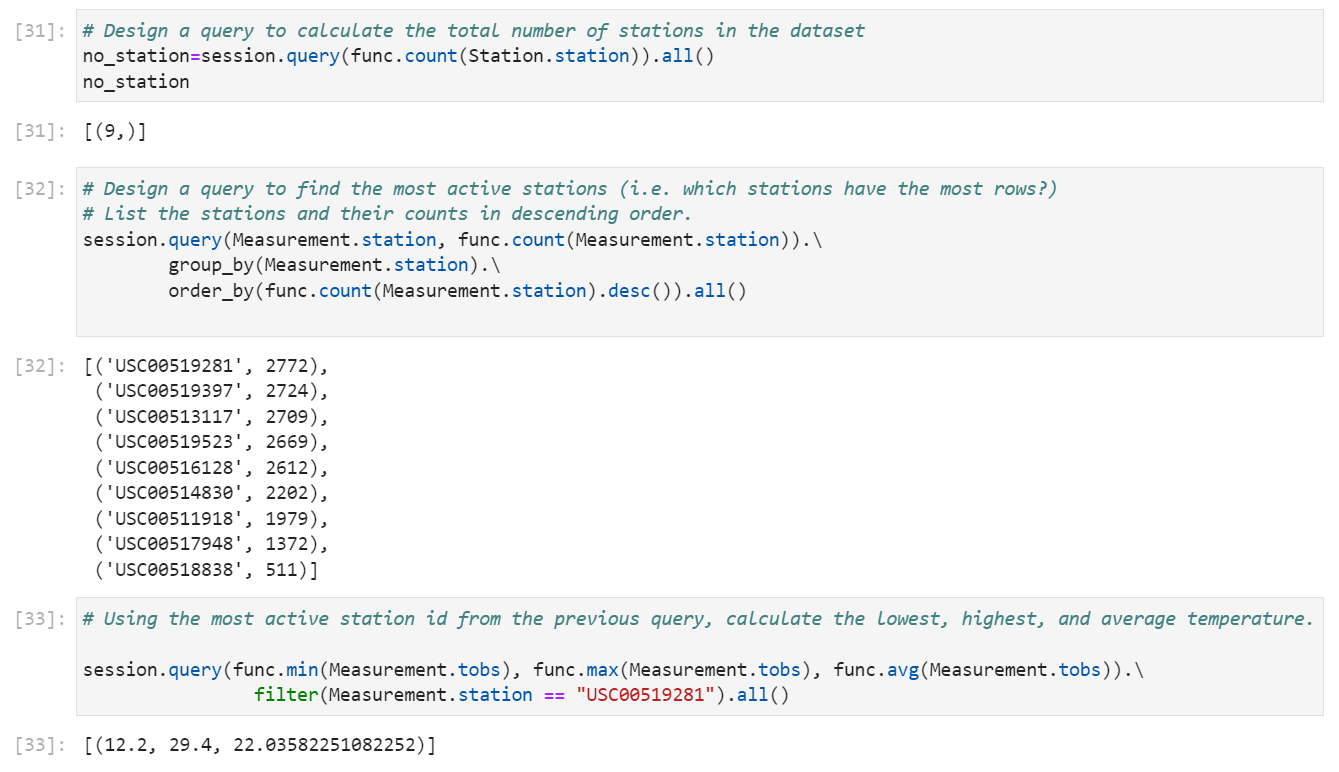 [31]: # Design a query to calculate the total number of stations in the dataset
no_station=session.query(func.count(Station.station)).all()
no_station
[31]: [(9,)]
[32]: # Design a query to find the most active stations (i.e. which stations have the most rows?)
# List the stations and their counts in descending order.
session.query(Measurement.station, func.count(Measurement.station)).\
group_by(Measurement.station).\
order_by(func.count(Measurement.station).desc()).all()
[32]: [('USC00519281', 2772),
('USC00519397', 2724),
('USC00513117', 2709),
('USC00519523', 2669),
('USC00516128', 2612),
('USC00514830', 2202),
('USC00511918', 1979),
('USC00517948', 1372),
('USC00518838', 511)]
[33]: # Using the most active station id from the previous query, calculate the lowest, highest, and average temperature.
session.query(func.min(Measurement.tobs), func.max(Measurement.tobs), func.avg(Measurement.tobs)).\
filter(Measurement.station == "USC00519281").all()
[33]: [(12.2, 29.4, 22.03582251082252)]